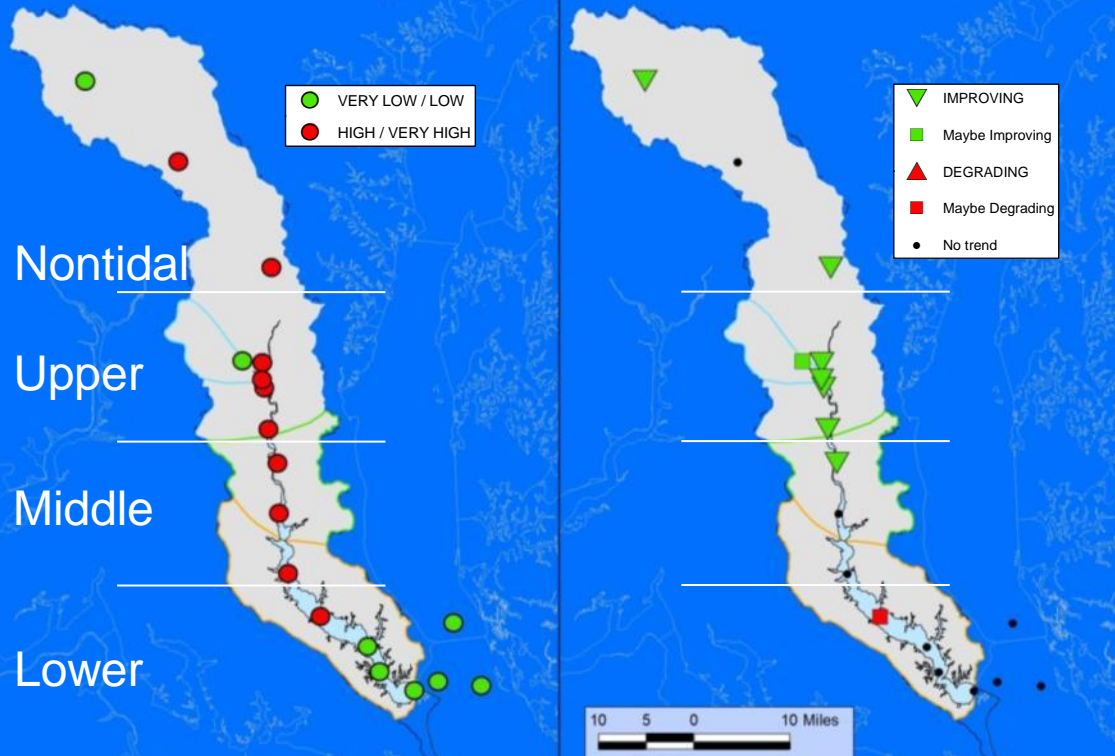 VERY LOW / LOW
HIGH / VERY HIGH
IMPROVING
Maybe Improving
DEGRADING
Maybe Degrading
No trend
Nontidal
Upper
Middle
Lower
10 5 0 10 Miles